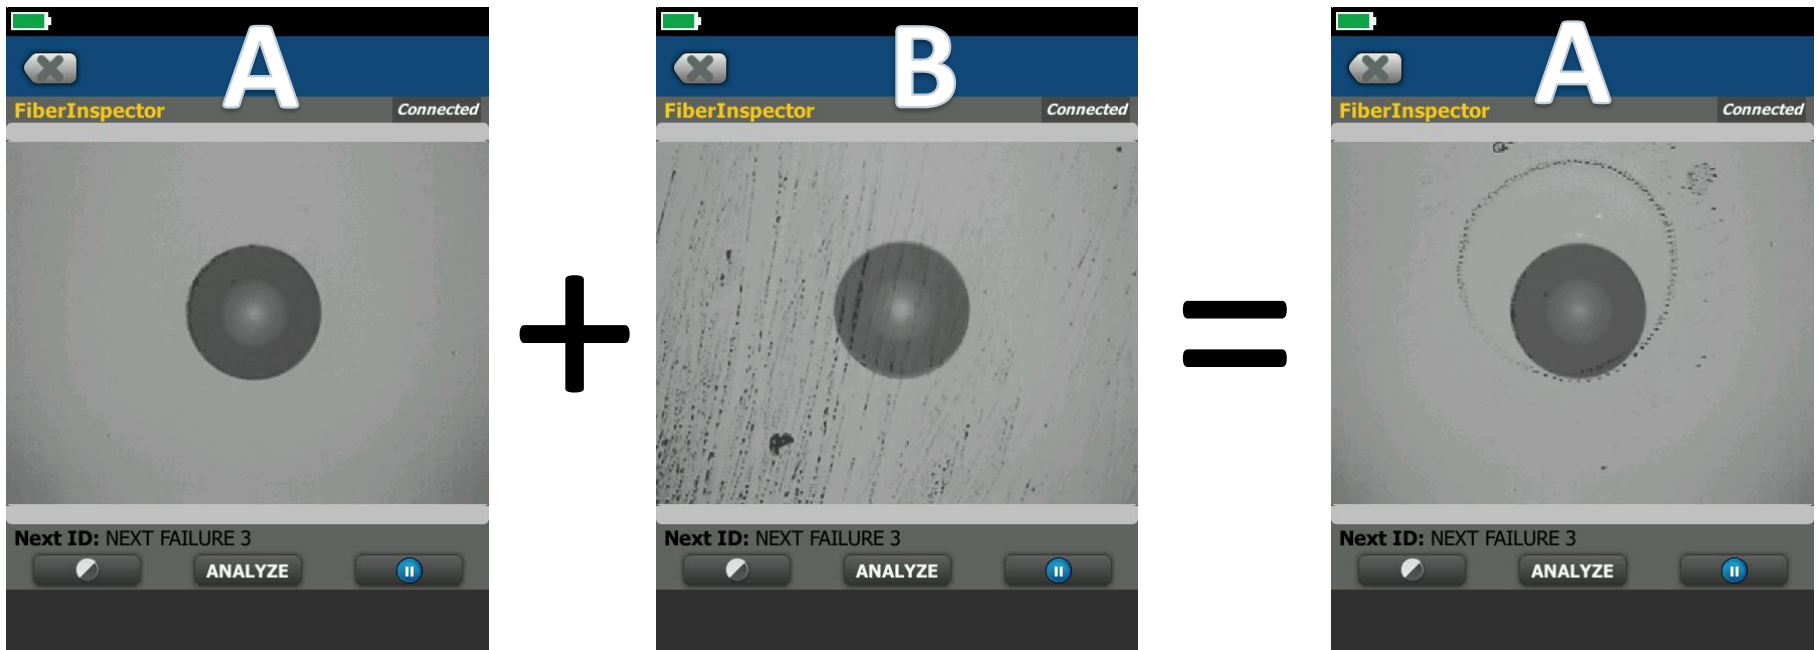 A
FiberInspector
Connected
Next ID: NEXT FAILURE 3
ANALYZE
+
B
FiberInspector
Connected
Next ID: NEXT FAILURE 3
ANALYZE
=
A
FiberInspector
Connected
Next ID: NEXT FAILURE 3
ANALYZE